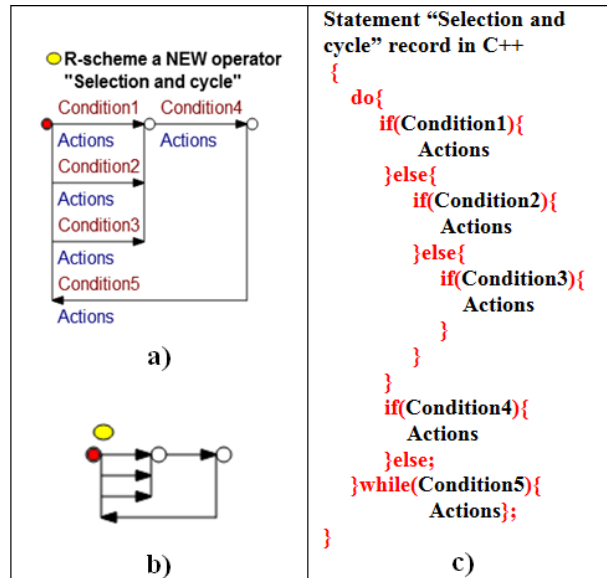 R-scheme a NEW operator
"Selection and cycle"
Condition1 Condition4
Actions Actions
Condition2
Actions
Condition3
Actions
Condition5
Actions
a)
b)
Statement “Selection and
cycle” record in C++
{
do{
if(Condition1){
Actions
}else{
if(Condition2){
Actions
}else{
if(Condition3){
Actions
}
}
}
if(Condition4){
Actions
}else;
}while(Condition5){
Actions};
}
c)